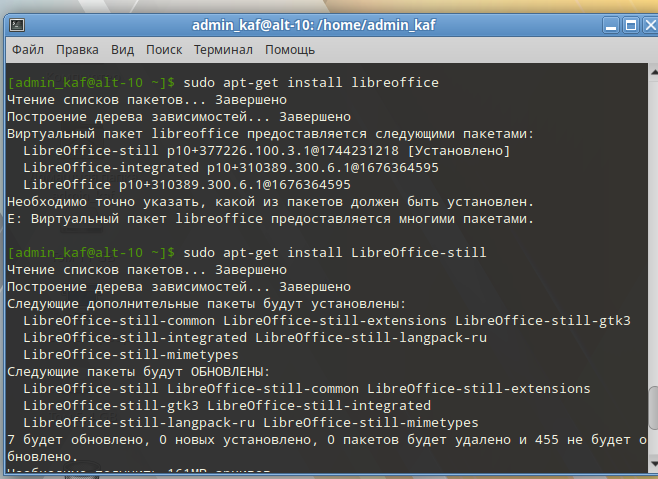 admin_kaf@alt-10: /home/admin_kaf
Файл Правка Вид Поиск Терминал Помощь
[admin_kaf@alt-10 ~]$ sudo apt-get install libreoffice
Чтение списков пакетов... Завершено
Построение дерева зависимостей... Завершено
Виртуальный пакет libreoffice предоставляется следующими пакетами:
LibreOffice-still p10+377226.100.3.1@1744231218 [Установлено]
LibreOffice-integrated p10+310389.300.6.1@1676364595
LibreOffice p10+310389.300.6.1@1676364595
Необходимо точно указать, какой из пакетов должен быть установлен.
E: Виртуальный пакет libreoffice предоставляется многими пакетами.
[admin_kaf@alt-10 ~]$ sudo apt-get install LibreOffice-still
Чтение списков пакетов... Завершено
Построение дерева зависимостей... Завершено
Следующие дополнительные пакеты будут установлены:
LibreOffice-still-common LibreOffice-still-extensions LibreOffice-still-gtk3
LibreOffice-still-integrated LibreOffice-still-langpack-ru
LibreOffice-still-mimetypes
Следующие пакеты будут ОБНОВЛЕНЫ:
LibreOffice-still LibreOffice-still-common LibreOffice-still-extensions
LibreOffice-still-gtk3 LibreOffice-still-integrated
LibreOffice-still-langpack-ru LibreOffice-still-mimetypes
7 будет обновлено, 0 новых установлено, 0 пакетов будет удалено и 455 не будет о
бновлено.
Необходимо получить 161MB архивов.